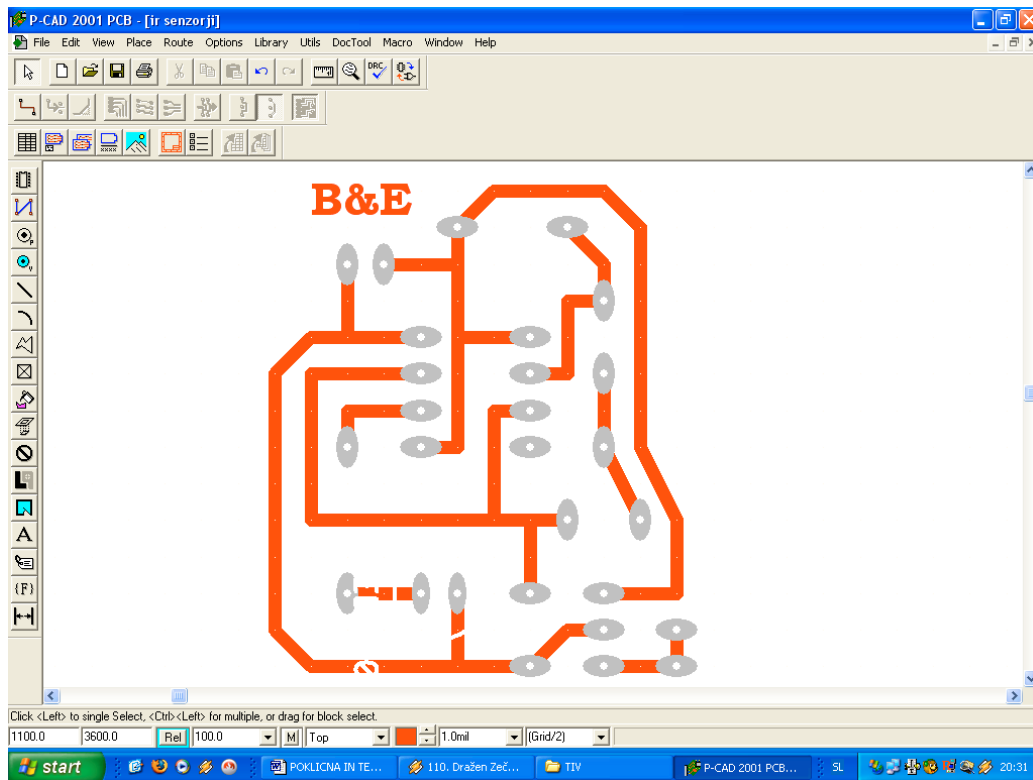 P-CAD 2001 PCB - [ir senzorji]
File Edit View Place Route Options Library Utils DocTool Macro Window Help
DRC
B&E
A
{F}
Click <Left> to single Select, <Ctrl><Left> for multiple, or drag for block select.
1100.0 3600.0 Rel 100.0 M Top 1.0mil (Grid/2)
start POKLICNA IN TE... 110. Dražen Zeč... TIV P-CAD 2001 PCB... SL 20:31